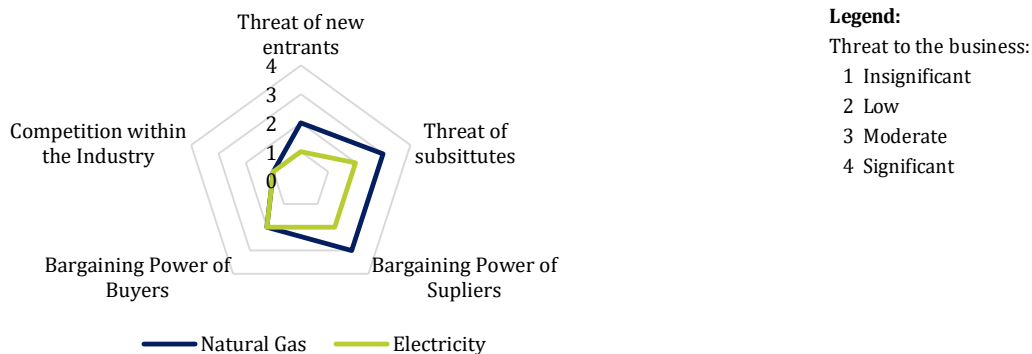 Threat of new
entrants
4
3
2
1
0
Competition within
the Industry
Threat of
subsittutes
Bargaining Power of
Buyers
Bargaining Power of
Supliers
Natural Gas
Electricity
Legend:
Threat to the business:
1 Insignificant
2 Low
3 Moderate
4 Significant